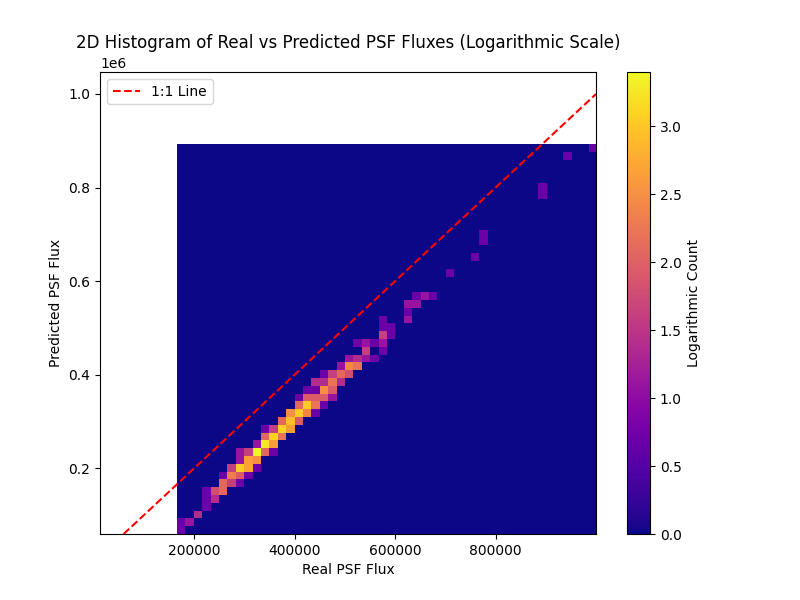 2D Histogram of Real vs Predicted PSF Fluxes (Logarithmic Scale)
1e6
1:1 Line
1.0
0.8
0.6
0.4
0.2
Predicted PSF Flux
200000
400000
600000
800000
Real PSF Flux
3.0
2.5
2.0
1.5
1.0
0.5
0.0
Logarithmic Count